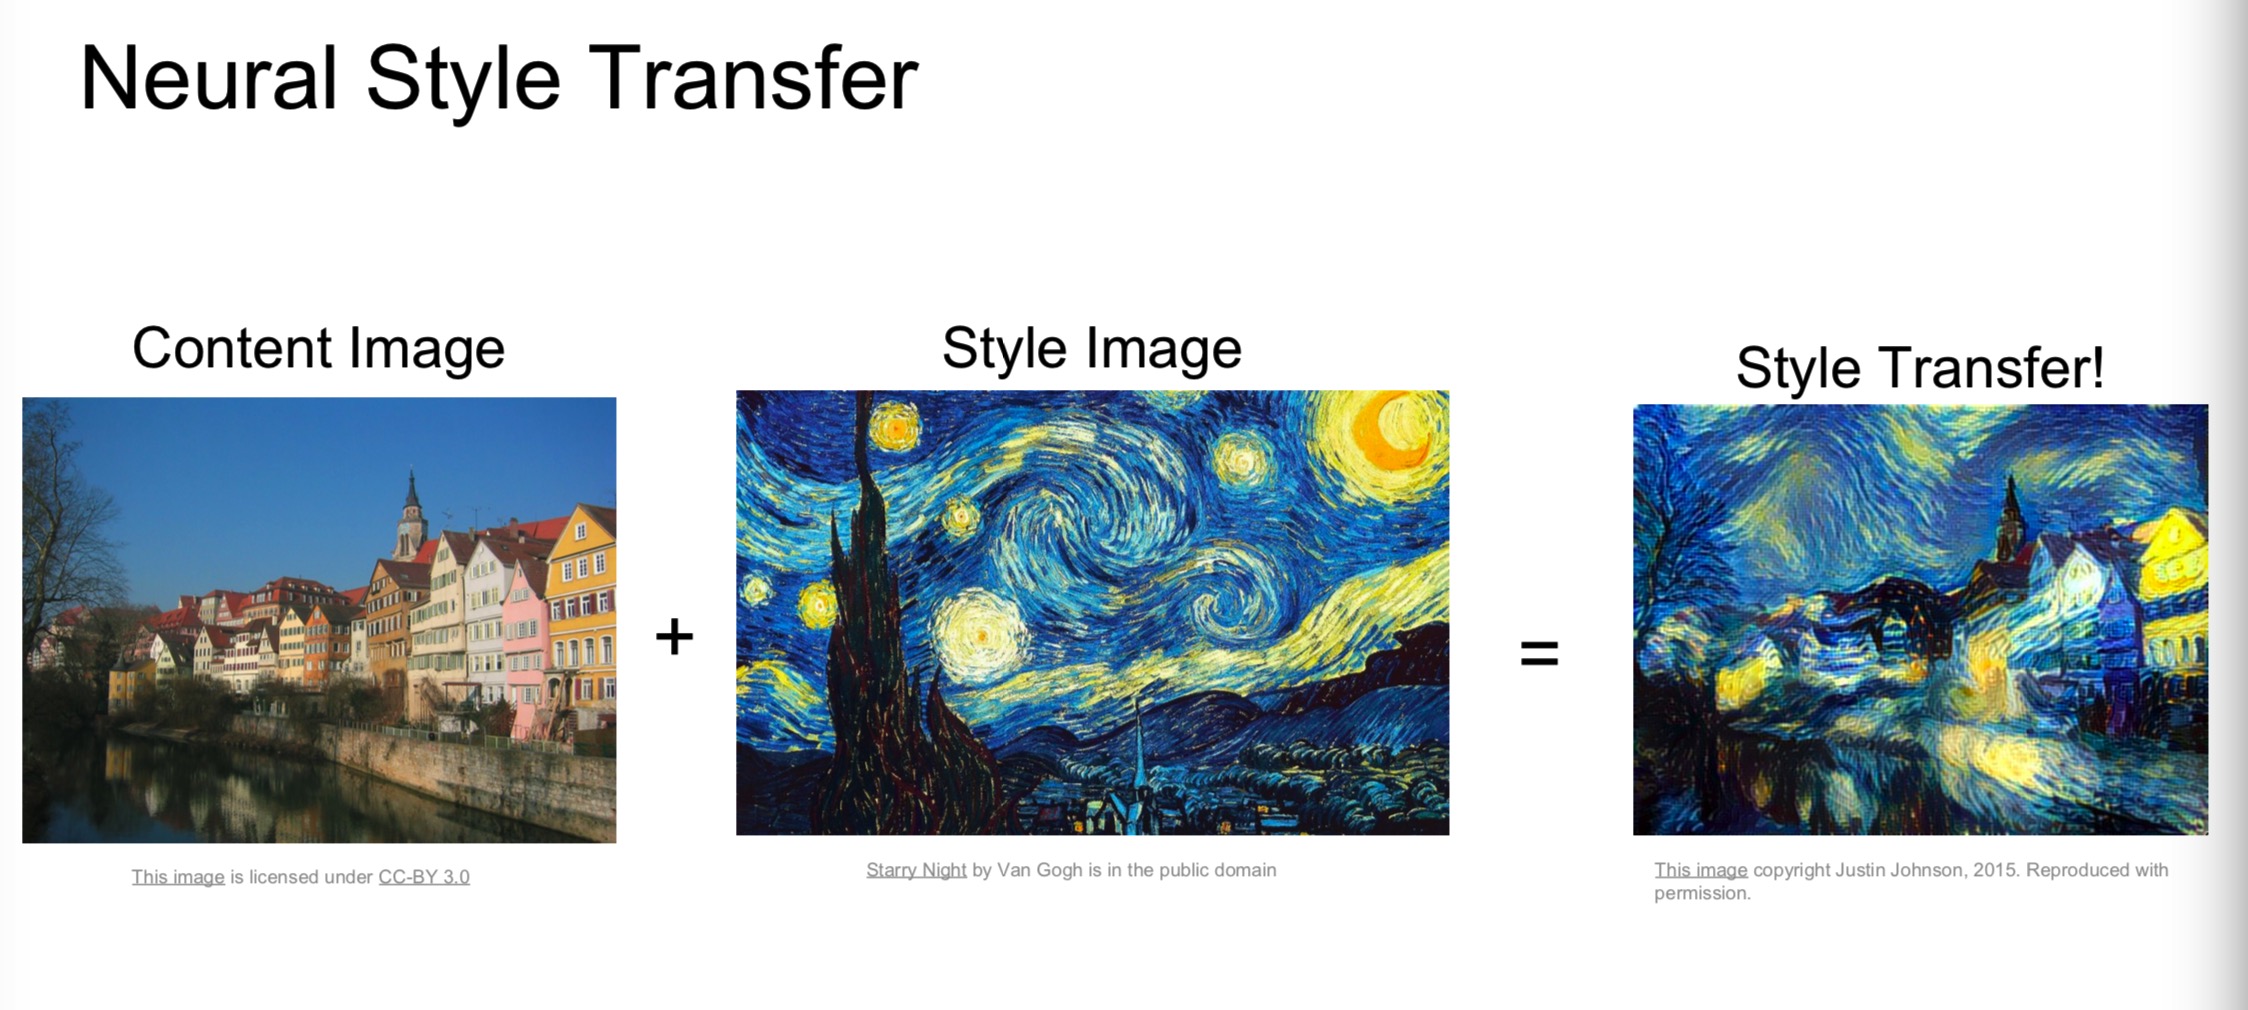 Neural Style Transfer
Content Image
Style Image
Style Transfer!
+
=
This image is licensed under CC-BY 3.0
Starry Night by Van Gogh is in the public domain
This image copyright Justin Johnson, 2015. Reproduced with
permission.